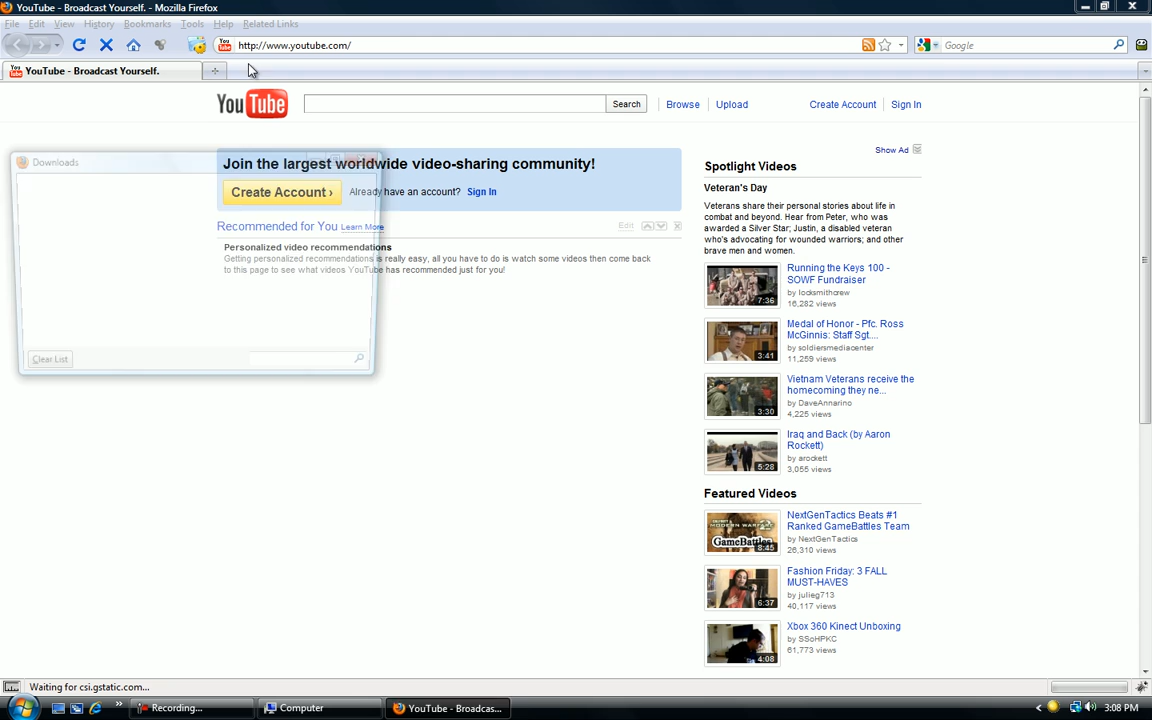 YouTube - Broadcast Yourself. - Mozilla Firefox
File Edit View History Bookmarks Tools Help Related Links
http://www.youtube.com/
Google
YouTube - Broadcast Yourself.
You Tube
Search
Browse
Upload
Create Account
Sign In
Show Ad
Downloads
Clear List
Join the largest worldwide video-sharing community!
Create Account ›
Already have an account? Sign In
Recommended for You Learn More
Edit
Personalized video recommendations
Getting personalized recommendations is really easy, all you have to do is watch some videos then come back
to this page to see what videos YouTube has recommended just for you!
Spotlight Videos
Veteran's Day
Veterans share their personal stories about life in
combat and beyond. Hear from Peter, who was
awarded a Silver Star; Justin, a disabled veteran
who's advocating for wounded warriors; and other
brave men and women.
7:36
Running the Keys 100 -
SOWF Fundraiser
by locksmithcrew
16,282 views
3:41
Medal of Honor - Pfc. Ross
McGinnis: Staff Sgt....
by soldiersmediacenter
11,259 views
3:30
Vietnam Veterans receive the
homecoming they ne...
by DaveAnnarino
4,225 views
5:28
Iraq and Back (by Aaron
Rockett)
by arockett
3,055 views
Featured Videos
MODERN WARFARE
GameBattles
8:45
NextGenTactics Beats #1
Ranked GameBattles Team
by NextGenTactics
26,310 views
6:37
Fashion Friday: 3 FALL
MUST-HAVES
by julieg713
40,117 views
4:08
Xbox 360 Kinect Unboxing
by SSoHPKC
61,773 views
Waiting for csi.gstatic.com...
Recording...
Computer
YouTube - Broadcas...
3:08 PM